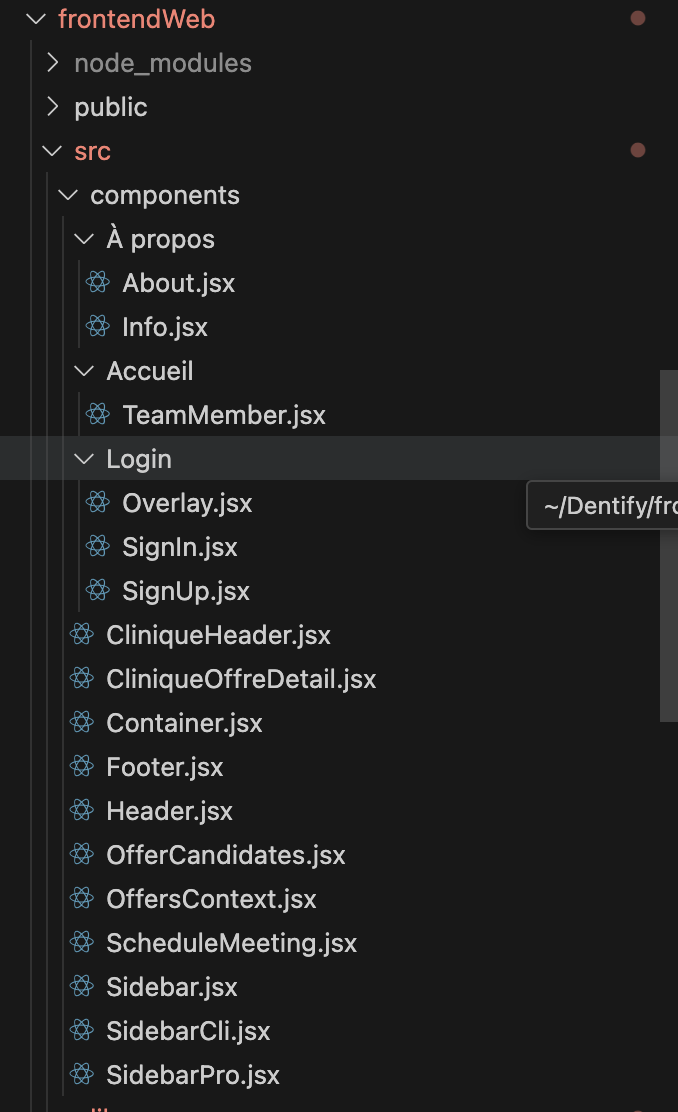 frontendWeb
node_modules
public
src
components
À propos
About.jsx
Info.jsx
Accueil
TeamMember.jsx
Login
Overlay.jsx
~/Dentify/fro
SignIn.jsx
SignUp.jsx
CliniqueHeader.jsx
CliniqueOffreDetail.jsx
Container.jsx
Footer.jsx
Header.jsx
OfferCandidates.jsx
OffersContext.jsx
ScheduleMeeting.jsx
Sidebar.jsx
SidebarCli.jsx
SidebarPro.jsx